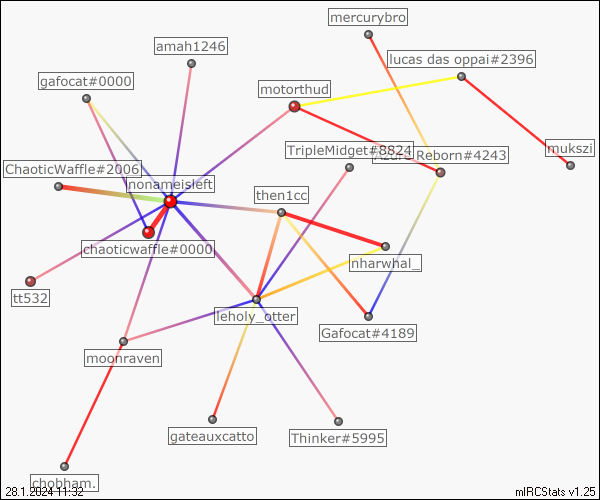 mercurybro
amah1246
lucas das oppai#2396
gafocat#0000
motorthud
TripleMidget#8824
Reborn#4243
mukszi
ChaoticWaffle#2006
nonameisleft
then1cc
chaoticwaffle#0000
nharwhal_
tt532
leholy_otter
Gafocat#4189
moonraven
gateauxcatto
Thinker#5995
chobham.
28.1.2024 11:32
mIRCStats v1.25